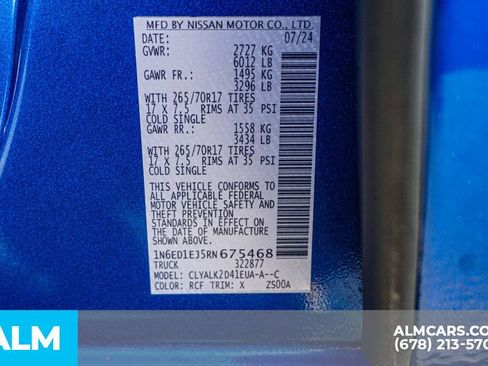 MFD BY NISSAN MOTOR CO., LTD.
DATE: 07/24
GVWR: 2727 KG
6012 LB
GAWR FR.: 1495 KG
3296 LB
WITH 265/70R17 TIRES
17 X 7.5 RIMS AT 35 PSI
COLD SINGLE
GAWR RR.: 1558 KG
3434 LB
WITH 265/70R17 TIRES
17 X 7.5 RIMS AT 35 PSI
COLD SINGLE
THIS VEHICLE CONFORMS TO
ALL APPLICABLE FEDERAL
MOTOR VEHICLE SAFETY AND
THEFT PREVENTION
STANDARDS IN EFFECT ON
THE DATE OF MANUFACTURE
SHOWN ABOVE.
1N6ED1EJ5RN675468
TRUCK 322877
MODEL: CLYALK2D41EUA-A--C
COLOR: RCF TRIM: X ZS00A
ALM
ALMCARS.COM
(678) 213-570